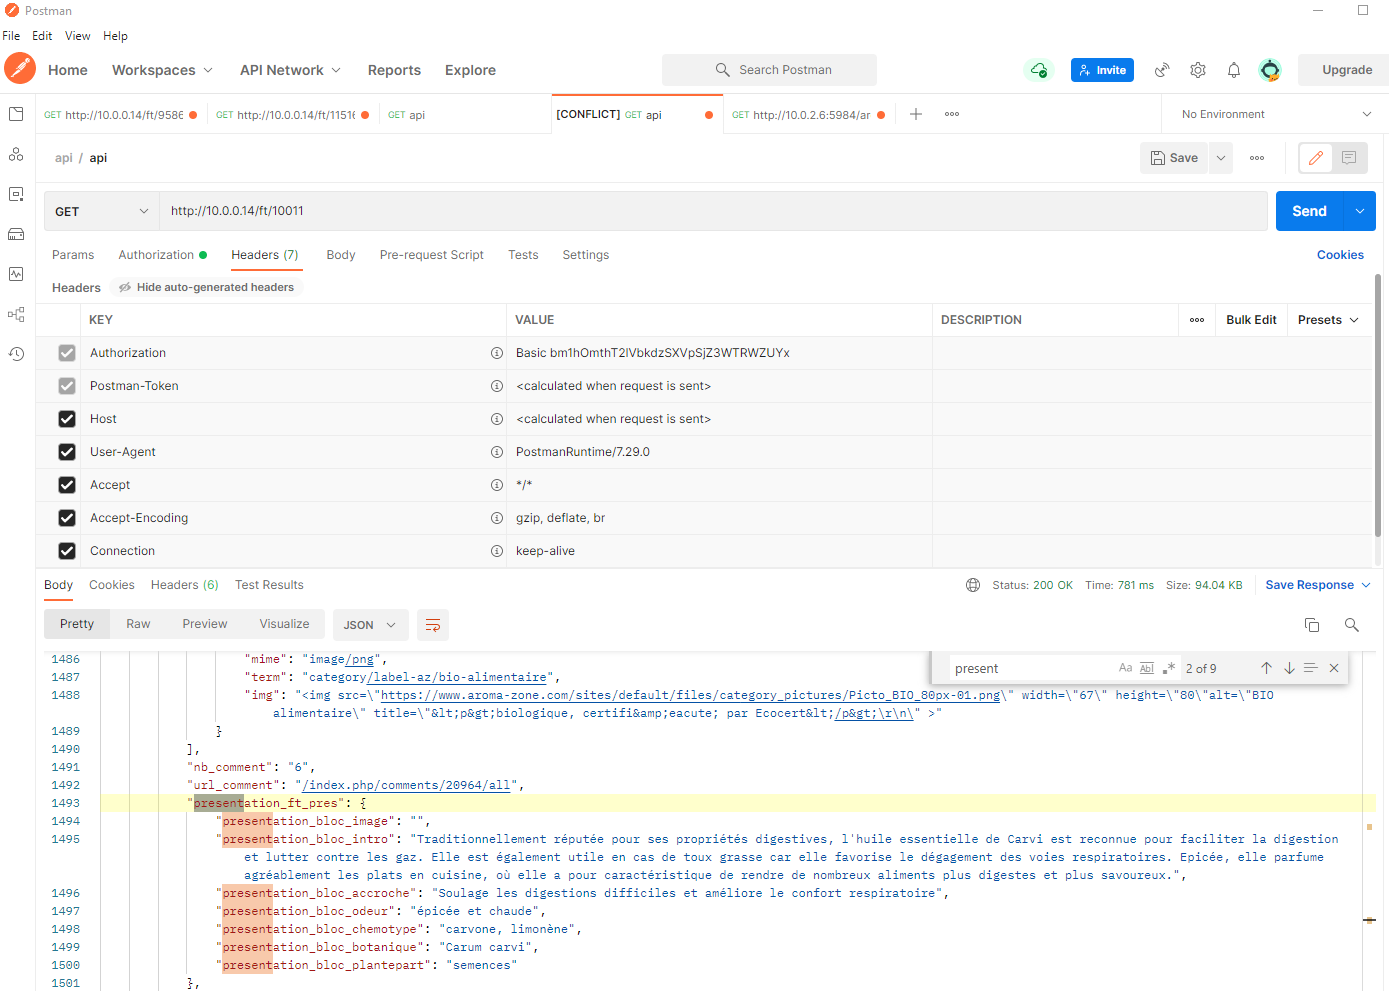 Postman
File Edit View Help
Home Workspaces API Network Reports Explore Search Postman Invite Upgrade
GET http://10.0.0.14/ft/9586 GET http://10.0.0.14/ft/11516 GET api [CONFLICT] GET api GET http://10.0.2.6:5984/ar No Environment
api / api Save
GET http://10.0.0.14/ft/10011 Send
Params Authorization Headers (7) Body Pre-request Script Tests Settings Cookies
Headers Hide auto-generated headers
KEY VALUE DESCRIPTION Bulk Edit Presets
Authorization Basic bm1hOmthT2lVbkdzSXVpSjZ3WTRWZUYx
Postman-Token <calculated when request is sent>
Host <calculated when request is sent>
User-Agent PostmanRuntime/7.29.0
Accept */*
Accept-Encoding gzip, deflate, br
Connection keep-alive
Body Cookies Headers (6) Test Results Status: 200 OK Time: 781 ms Size: 94.04 KB Save Response
Pretty Raw Preview Visualize JSON
present Aa Abl .* 2 of 9
1486 "mime": "image/png",
1487 "term": "category/label-az/bio-alimentaire",
1488 "img": "<img src=\"https://www.aroma-zone.com/sites/default/files/category_pictures/Picto_BIO_80px-01.png\" width=\"67\" height=\"80\"alt=\"BIO
alimentaire\" title=\"&lt;p&gt;biologique, certifi&amp;eacute; par Ecocert&lt;/p&gt;\r\n\" >"
1489 }
1490 ],
1491 "nb_comment": "6",
1492 "url_comment": "/index.php/comments/20964/all",
1493 "presentation_ft_pres": {
1494 "presentation_bloc_image": "",
1495 "presentation_bloc_intro": "Traditionnellement réputée pour ses propriétés digestives, l'huile essentielle de Carvi est reconnue pour faciliter la digestion
et lutter contre les gaz. Elle est également utile en cas de toux grasse car elle favorise le dégagement des voies respiratoires. Epicée, elle parfume
agréablement les plats en cuisine, où elle a pour caractéristique de rendre de nombreux aliments plus digestes et plus savoureux.",
1496 "presentation_bloc_accroche": "Soulage les digestions difficiles et améliore le confort respiratoire",
1497 "presentation_bloc_odeur": "épicée et chaude",
1498 "presentation_bloc_chemotype": "carvone, limonène",
1499 "presentation_bloc_botanique": "Carum carvi",
1500 "presentation_bloc_plantepart": "semences"
1501 },